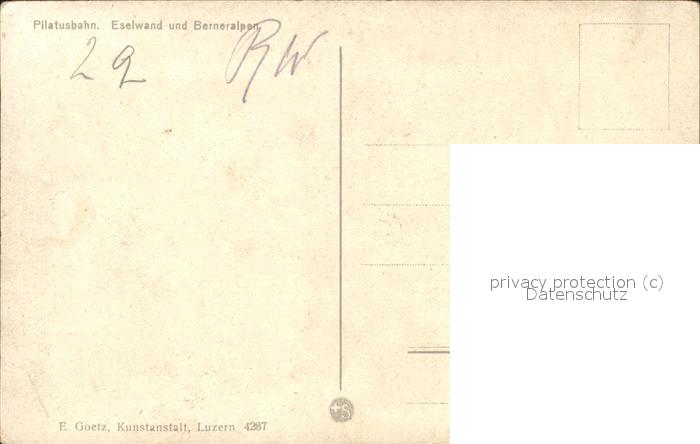 Pilatusbahn. Eselwand und Berneralpen.
29 RW
privacy protection (c)
Datenschutz
E. Goetz, Kunstanstalt, Luzern 4287